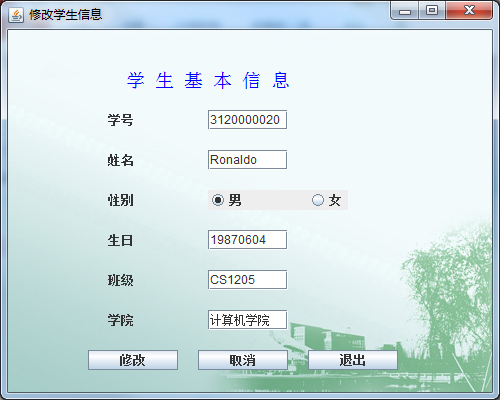 修改学生信息
学生基本信息
学号 3120000020
姓名 Ronaldo
性别 男 女
生日 19870604
班级 CS1205
学院 计算机学院
修改 取消 退出